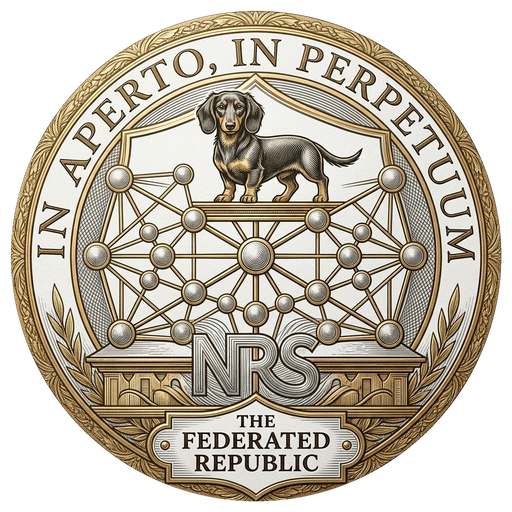 IN APERTO, IN PERPETUUM
NRS
THE
FEDERATED
REPUBLIC